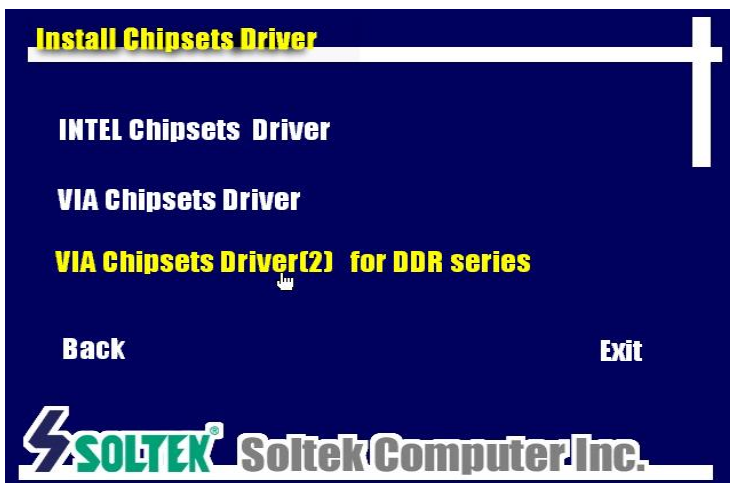 Install Chipsets Driver
INTEL Chipsets Driver
VIA Chipsets Driver
VIA Chipsets Driver(2) for DDR series
Back Exit
SOLTEK® Soltek Computer Inc.